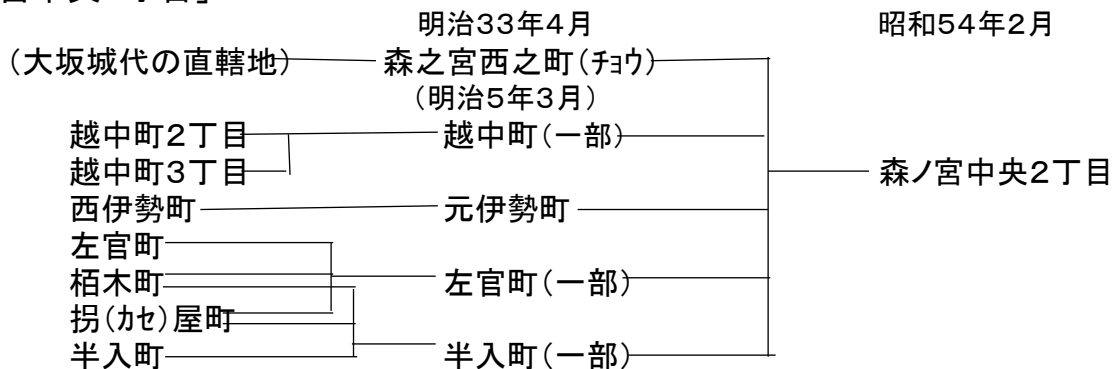 明治33年4月 昭和54年2月
(大坂城代の直轄地) 森之宮西之町(チョウ)
(明治5年3月)
越中町2丁目 越中町(一部)
越中町3丁目
森ノ宮中央2丁目
西伊勢町 元伊勢町
左官町
栢木町 左官町(一部)
拐(カセ)屋町
半入町 半入町(一部)